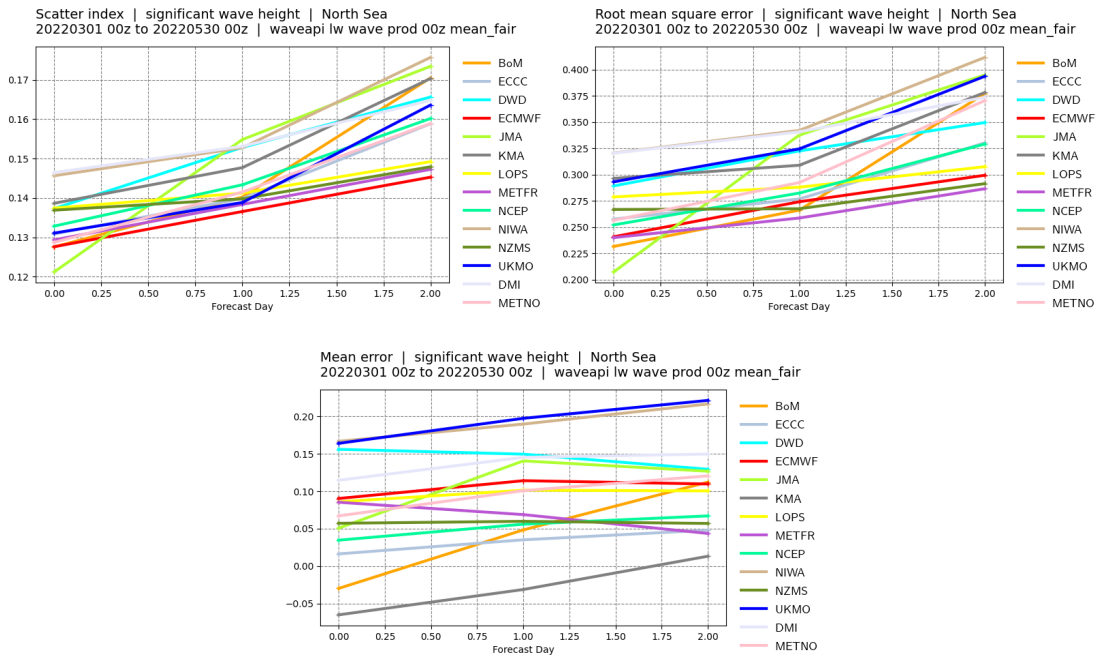 Scatter index | significant wave height | North Sea
20220301 00z to 20220530 00z | waveapi lw wave prod 00z mean_fair
0.17
0.16
0.15
0.14
0.13
0.12
0.00 0.25 0.50 0.75 1.00 1.25 1.50 1.75 2.00
Forecast Day
BoM
ECCC
DWD
ECMWF
JMA
KMA
LOPS
METFR
NCEP
NIWA
NZMS
UKMO
DMI
METNO
Root mean square error | significant wave height | North Sea
20220301 00z to 20220530 00z | waveapi lw wave prod 00z mean_fair
0.400
0.375
0.350
0.325
0.300
0.275
0.250
0.225
0.200
0.00 0.25 0.50 0.75 1.00 1.25 1.50 1.75 2.00
Forecast Day
BoM
ECCC
DWD
ECMWF
JMA
KMA
LOPS
METFR
NCEP
NIWA
NZMS
UKMO
DMI
METNO
Mean error | significant wave height | North Sea
20220301 00z to 20220530 00z | waveapi lw wave prod 00z mean_fair
0.20
0.15
0.10
0.05
0.00
−0.05
0.00 0.25 0.50 0.75 1.00 1.25 1.50 1.75 2.00
Forecast Day
BoM
ECCC
DWD
ECMWF
JMA
KMA
LOPS
METFR
NCEP
NIWA
NZMS
UKMO
DMI
METNO